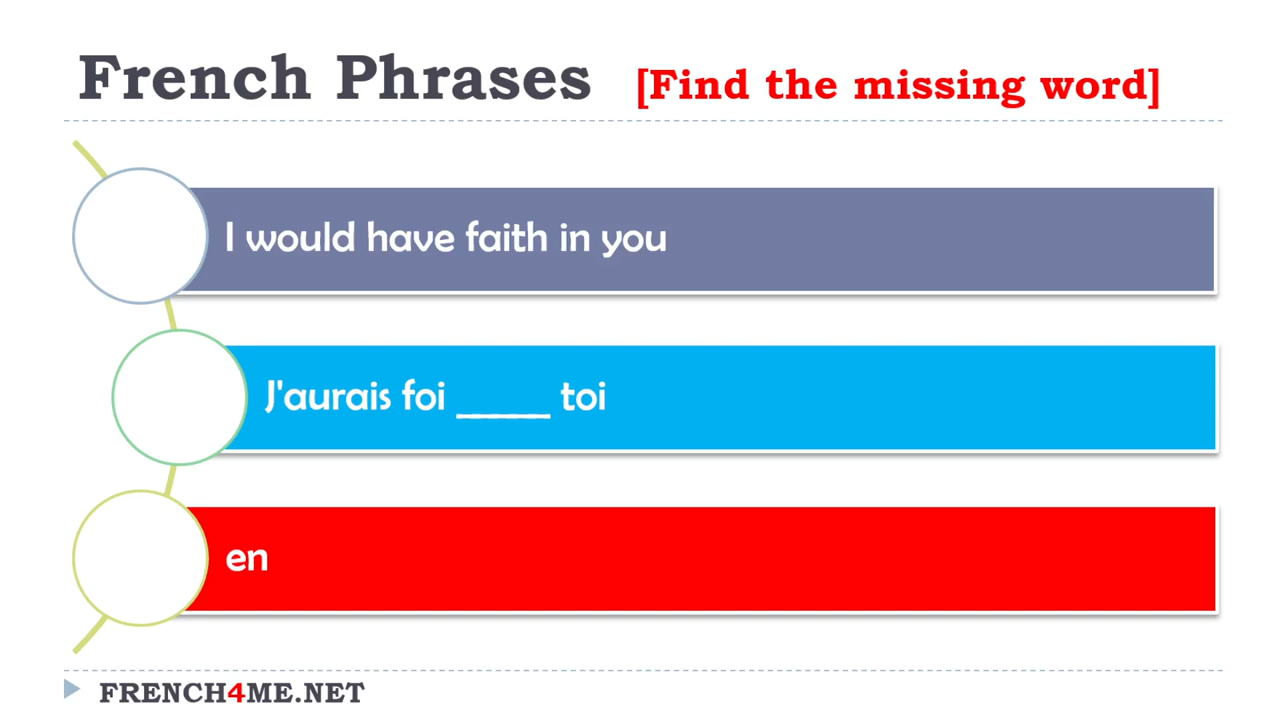 French Phrases [Find the missing word]
I would have faith in you
J'aurais foi _____ toi
en
FRENCH4ME.NET